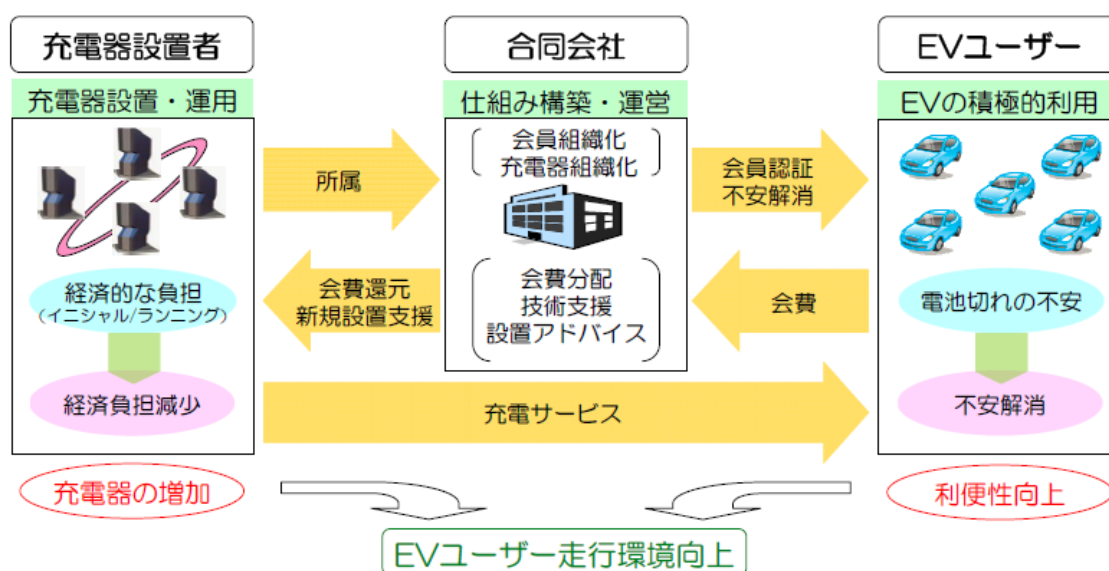 充電器設置者
合同会社
EVユーザー
充電器設置・運用
仕組み構築・運営
EVの積極的利用
会員組織化
充電器組織化
所属
会員認証
不安解消
会費還元
新規設置支援
会費分配
技術支援
設置アドバイス
会費
経済的な負担
(イニシャル/ランニング)
電池切れの不安
経済負担減少
充電サービス
不安解消
充電器の増加
利便性向上
EVユーザー走行環境向上